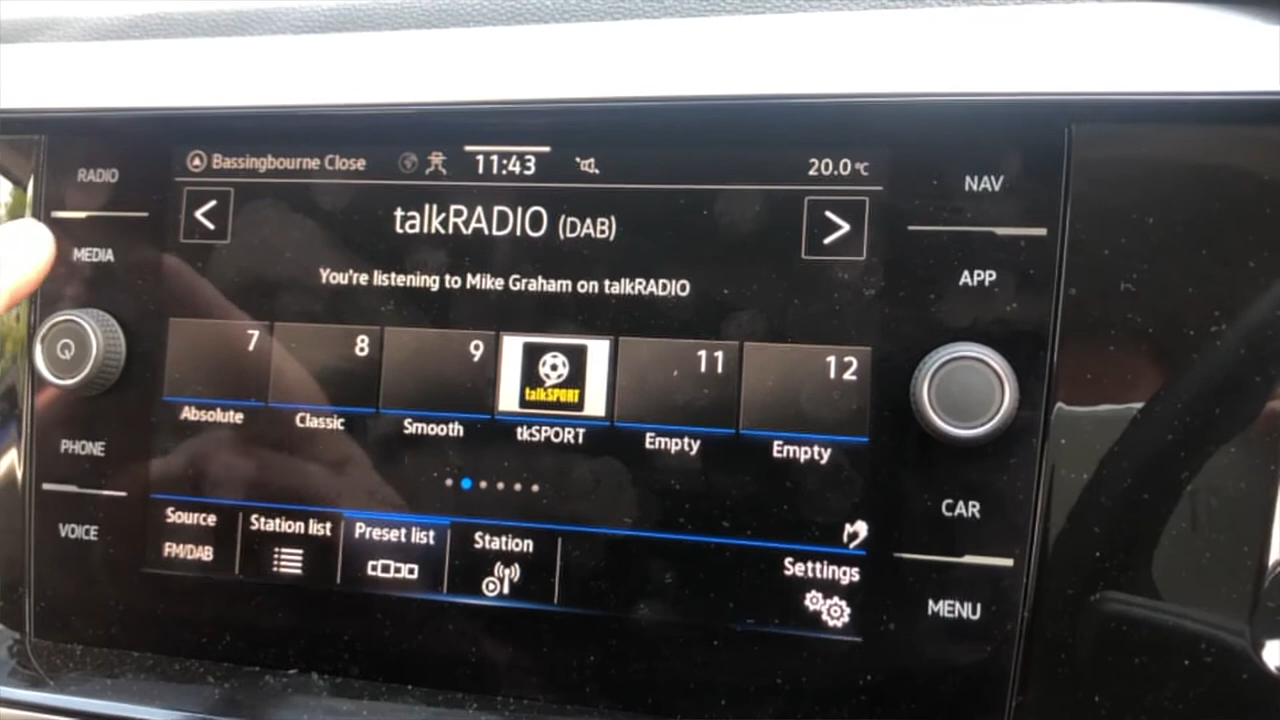 RADIO
MEDIA
PHONE
VOICE
Bassingbourne Close
11:43
20.0°C
talkRADIO (DAB)
You're listening to Mike Graham on talkRADIO
7
8
9
talkSPORT
11
12
Absolute
Classic
Smooth
tkSPORT
Empty
Empty
Source
FM/DAB
Station list
Preset list
Station
Settings
NAV
APP
CAR
MENU